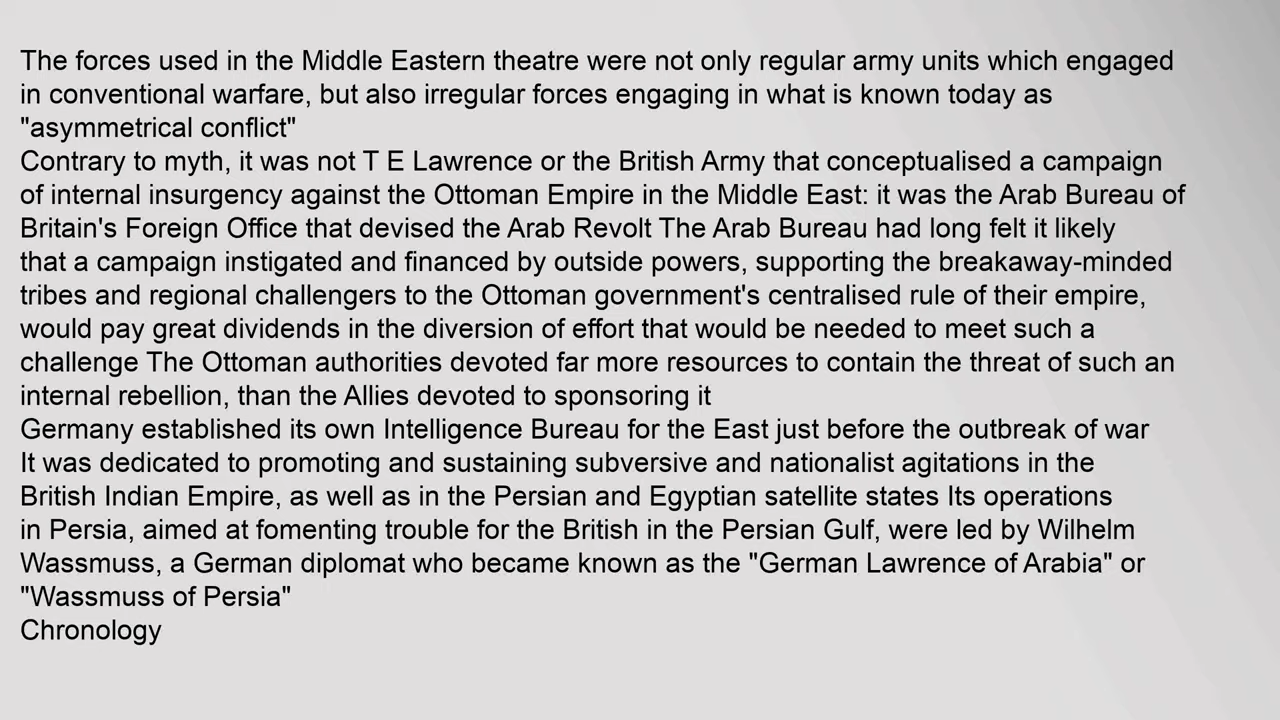 The forces used in the Middle Eastern theatre were not only regular army units which engaged
in conventional warfare, but also irregular forces engaging in what is known today as
"asymmetrical conflict"
Contrary to myth, it was not T E Lawrence or the British Army that conceptualised a campaign
of internal insurgency against the Ottoman Empire in the Middle East: it was the Arab Bureau of
Britain's Foreign Office that devised the Arab Revolt The Arab Bureau had long felt it likely
that a campaign instigated and financed by outside powers, supporting the breakaway-minded
tribes and regional challengers to the Ottoman government's centralised rule of their empire,
would pay great dividends in the diversion of effort that would be needed to meet such a
challenge The Ottoman authorities devoted far more resources to contain the threat of such an
internal rebellion, than the Allies devoted to sponsoring it
Germany established its own Intelligence Bureau for the East just before the outbreak of war
It was dedicated to promoting and sustaining subversive and nationalist agitations in the
British Indian Empire, as well as in the Persian and Egyptian satellite states Its operations
in Persia, aimed at fomenting trouble for the British in the Persian Gulf, were led by Wilhelm
Wassmuss, a German diplomat who became known as the "German Lawrence of Arabia" or
"Wassmuss of Persia"
Chronology